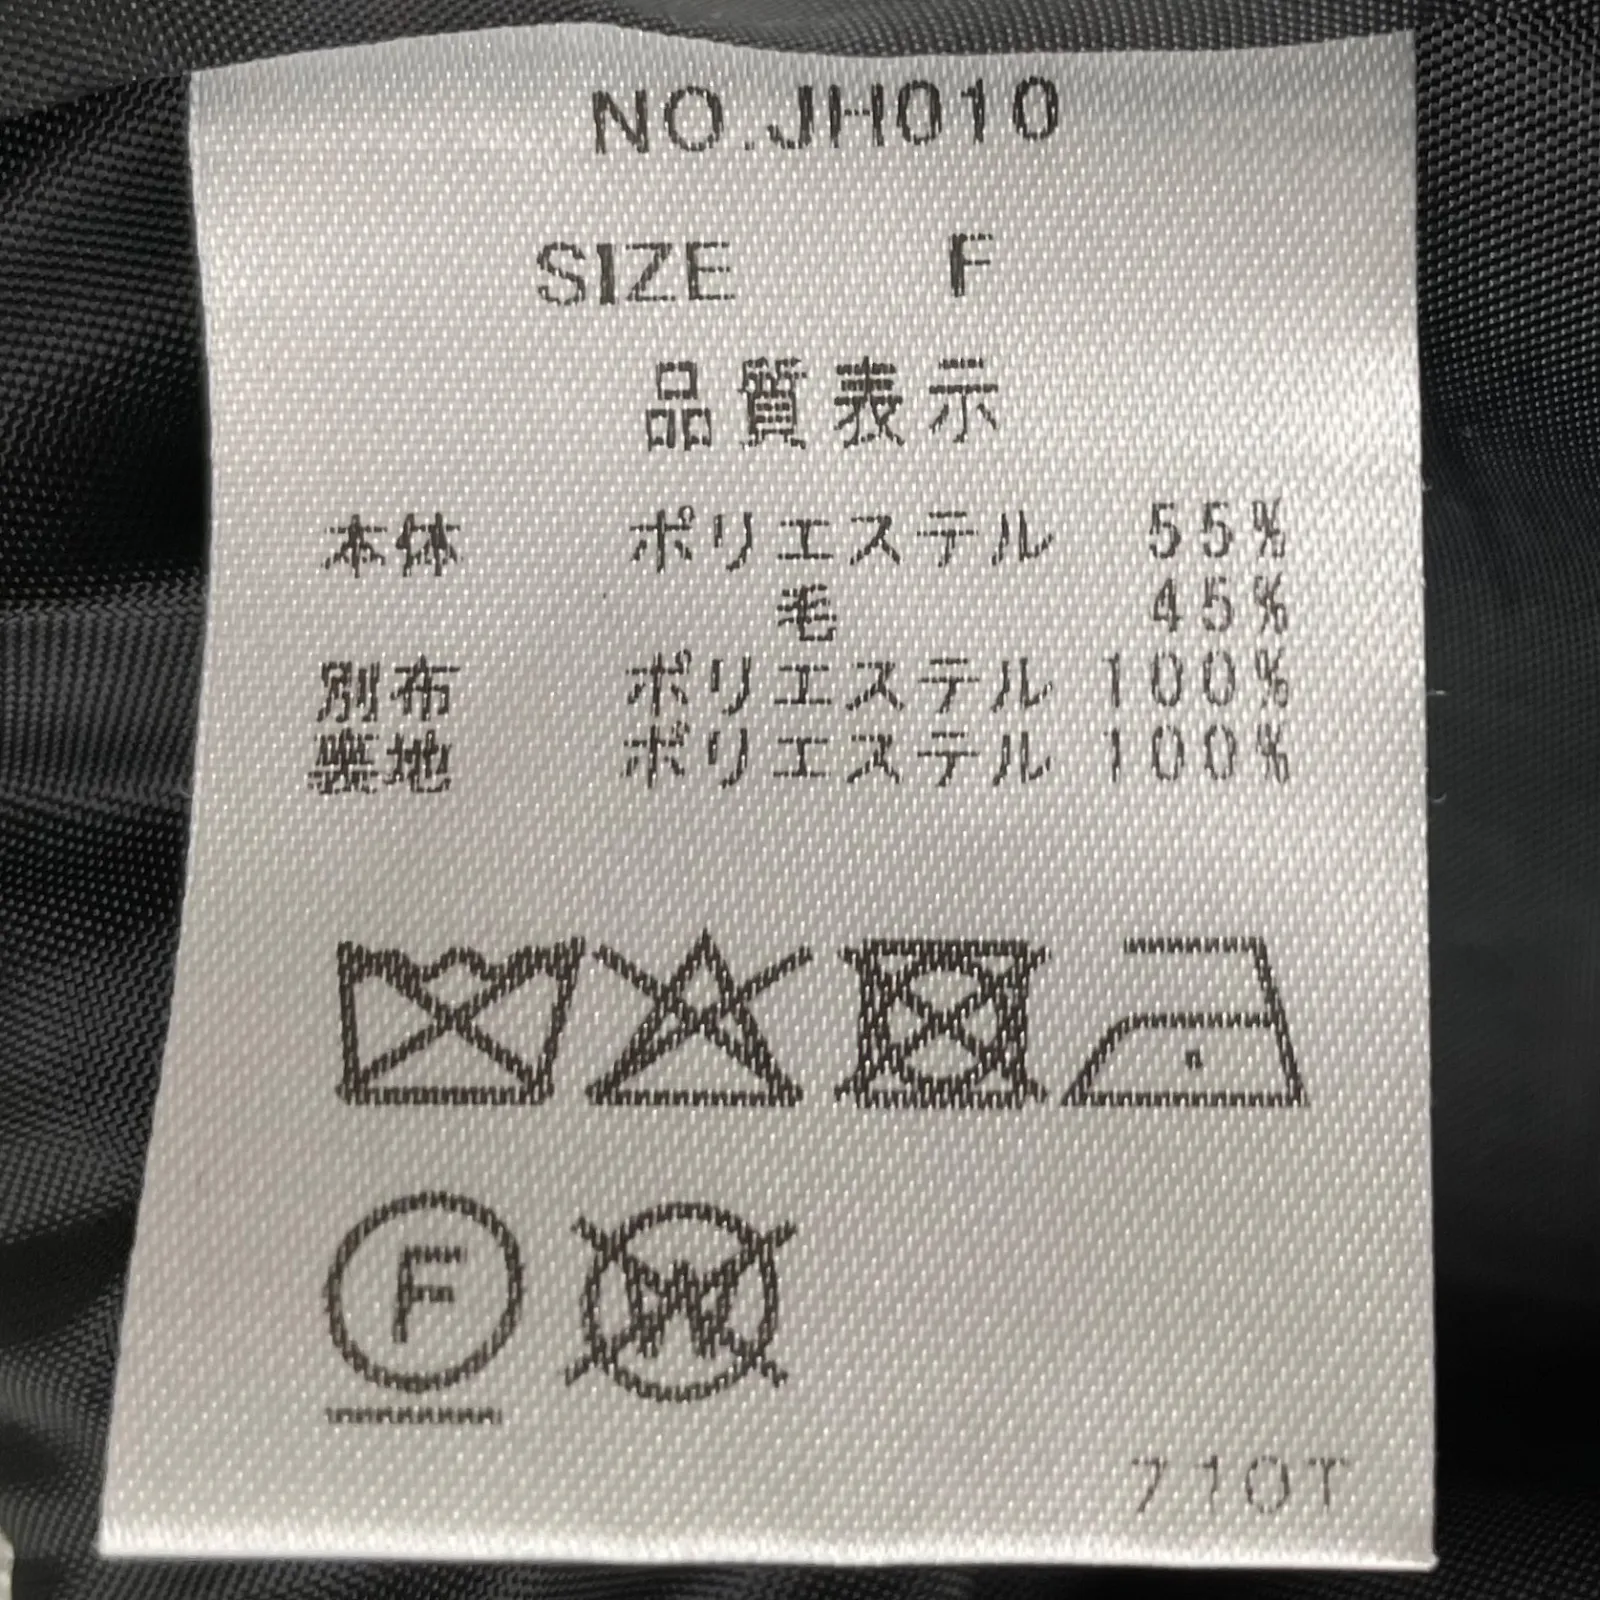 NO.JH010
SIZE F
品質表示
本体 ポリエステル 55%
毛 45%
別布 ポリエステル 100%
裏地 ポリエステル 100%
F
W
710T